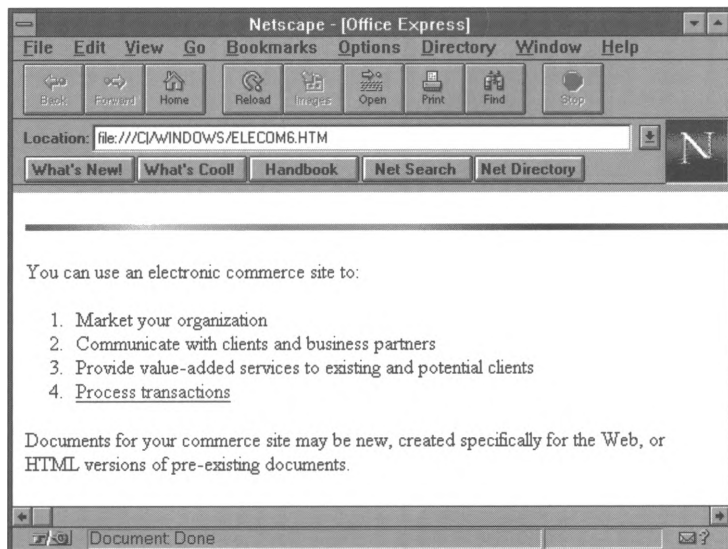 Netscape - [Office Express]
File Edit View Go Bookmarks Options Directory Window Help
Back Forward Home Reload Images Open Print Find Stop
Location: file:///C|/WINDOWS/ELECOM6.HTM
N
What's New! What's Cool! Handbook Net Search Net Directory
You can use an electronic commerce site to:
1. Market your organization
2. Communicate with clients and business partners
3. Provide value-added services to existing and potential clients
4. Process transactions
Documents for your commerce site may be new, created specifically for the Web, or
HTML versions of pre-existing documents.
Document: Done
?